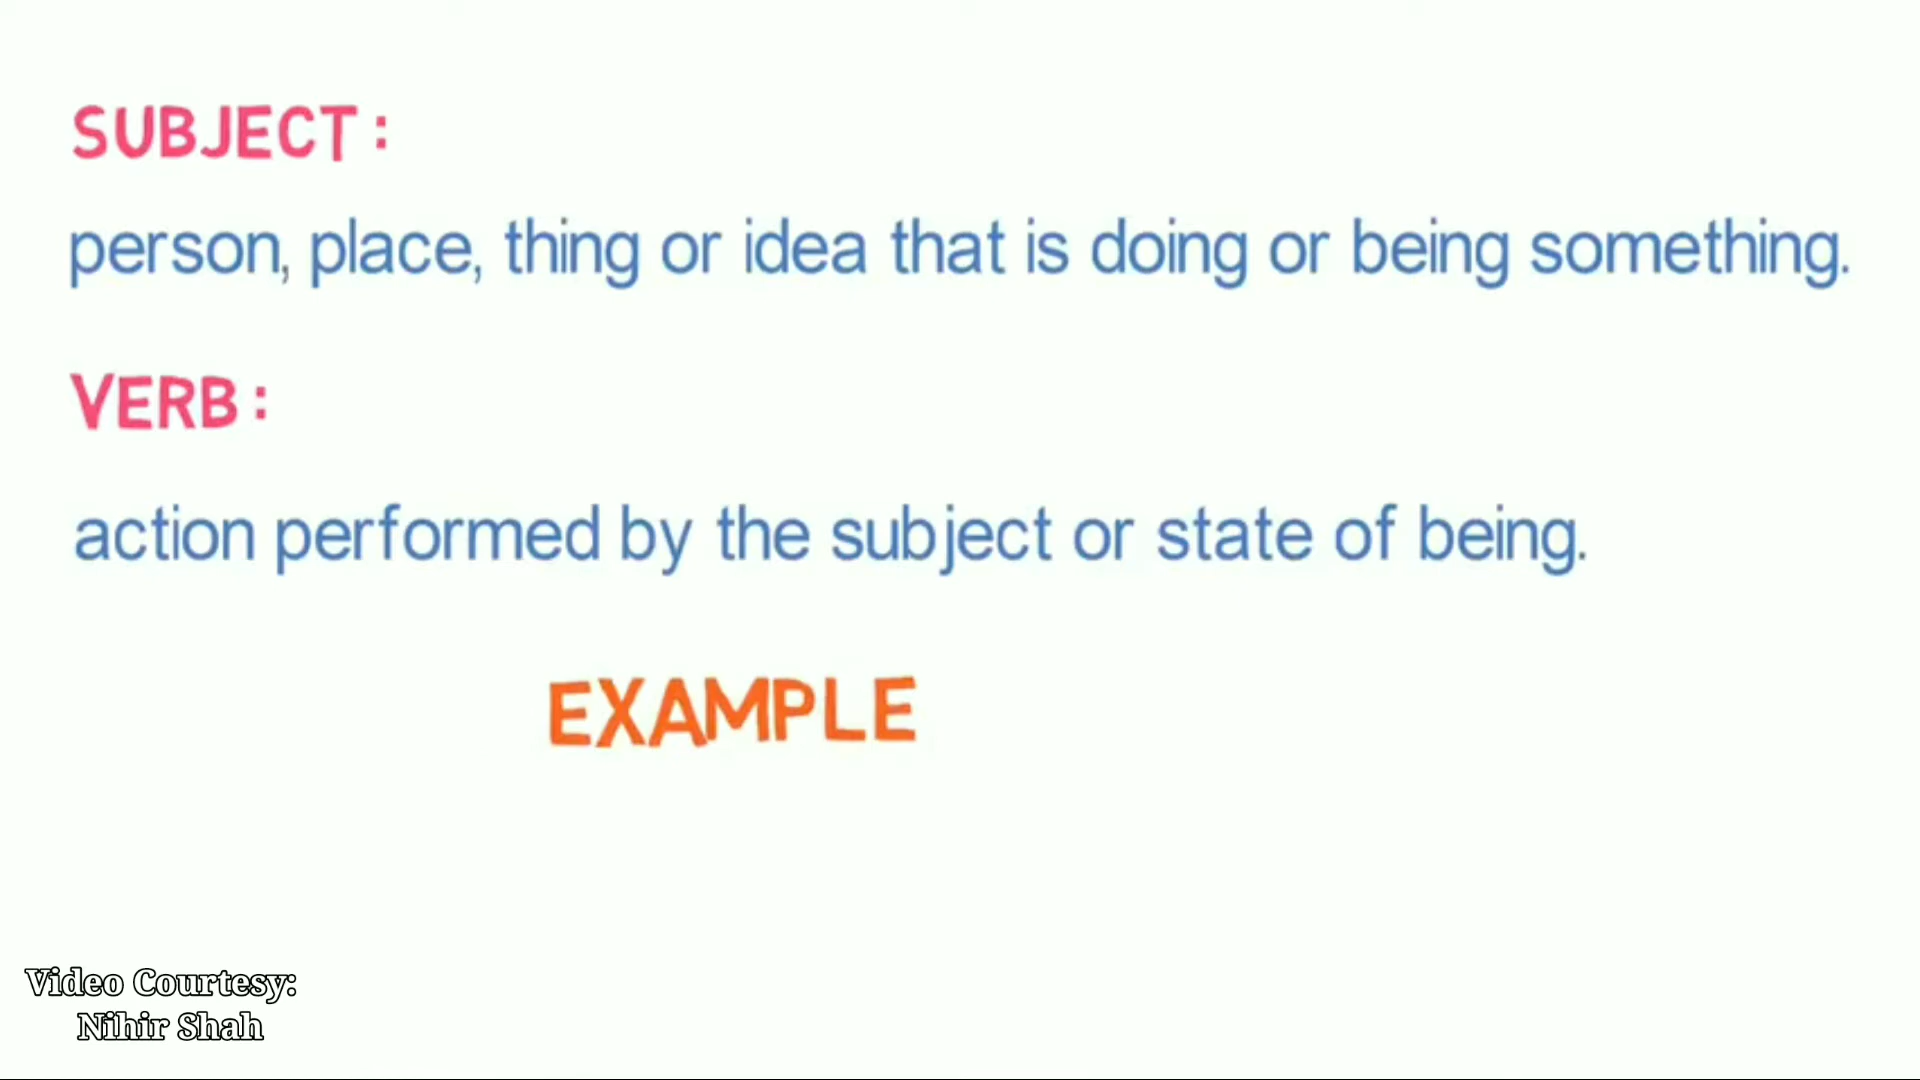 SUBJECT:
person, place, thing or idea that is doing or being something.
VERB:
action performed by the subject or state of being.
EXAMPLE
Video Courtesy:
Nihir Shah